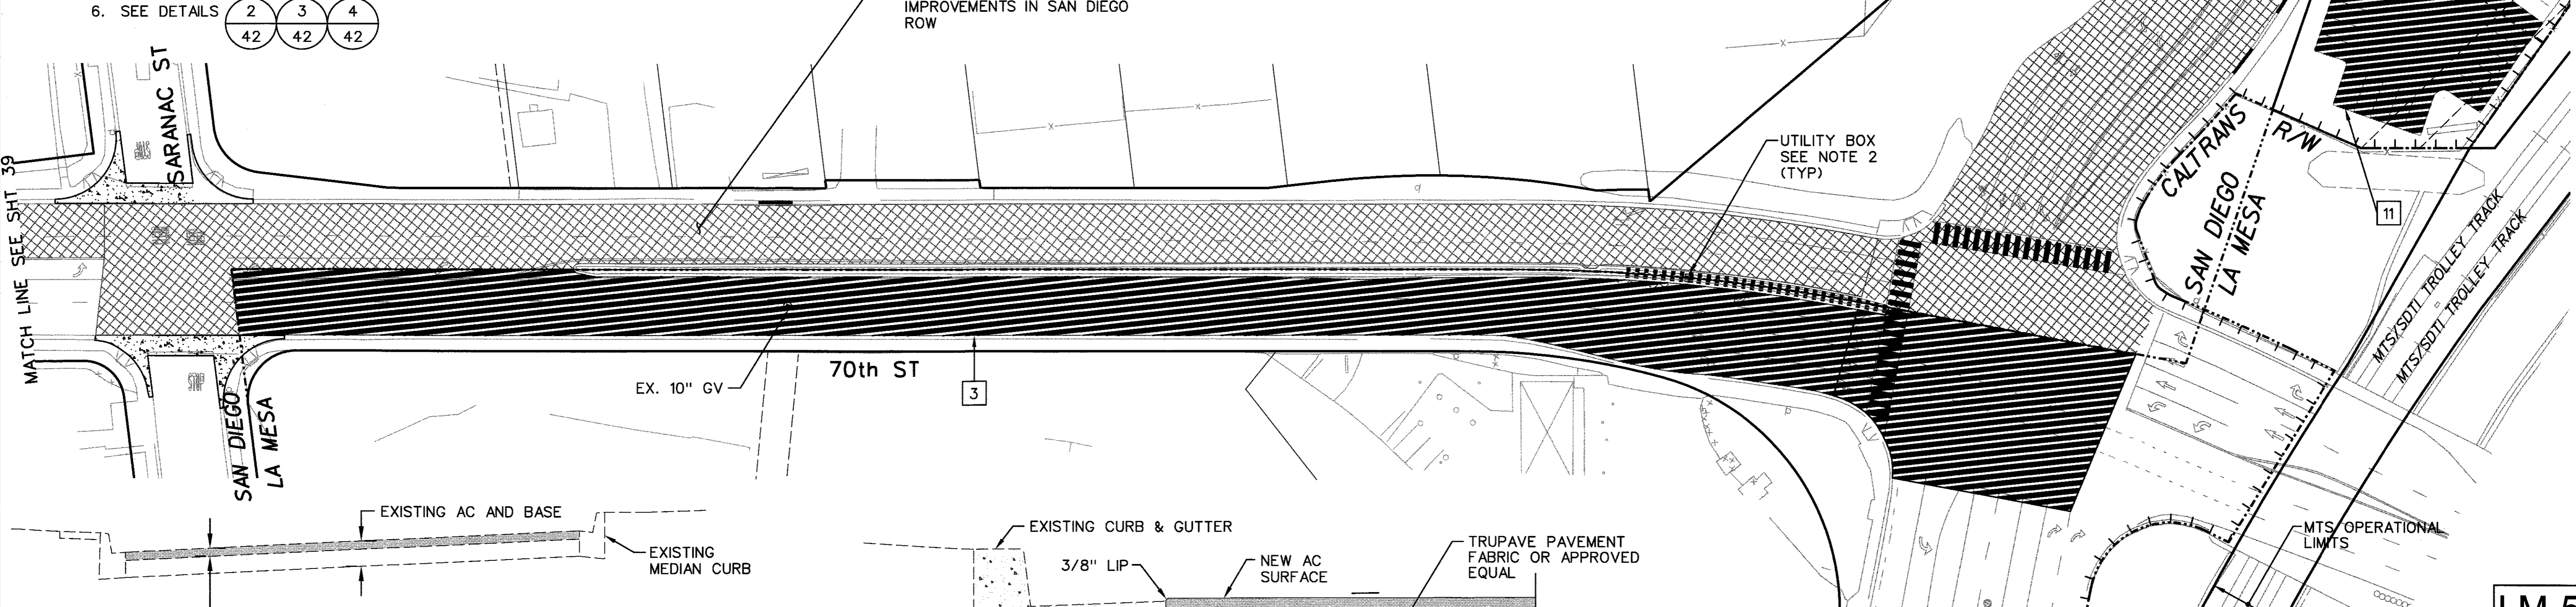 6. SEE DETAILS
2
42
3
42
4
42
IMPROVEMENTS IN SAN DIEGO
ROW
SARANAC ST
MATCH LINE SEE SHT 39
UTILITY BOX
SEE NOTE 2
(TYP)
CALTRANS
R/W
SAN DIEGO
LA MESA
11
MTS/SDTI TROLLEY TRACK
MTS/SDTI TROLLEY TRACK
EX. 10" GV
70th ST
3
SAN DIEGO
LA MESA
EXISTING AC AND BASE
EXISTING
MEDIAN CURB
EXISTING CURB & GUTTER
3/8" LIP
NEW AC
SURFACE
TRUPAVE PAVEMENT
FABRIC OR APPROVED
EQUAL
MTS OPERATIONAL
LIMITS